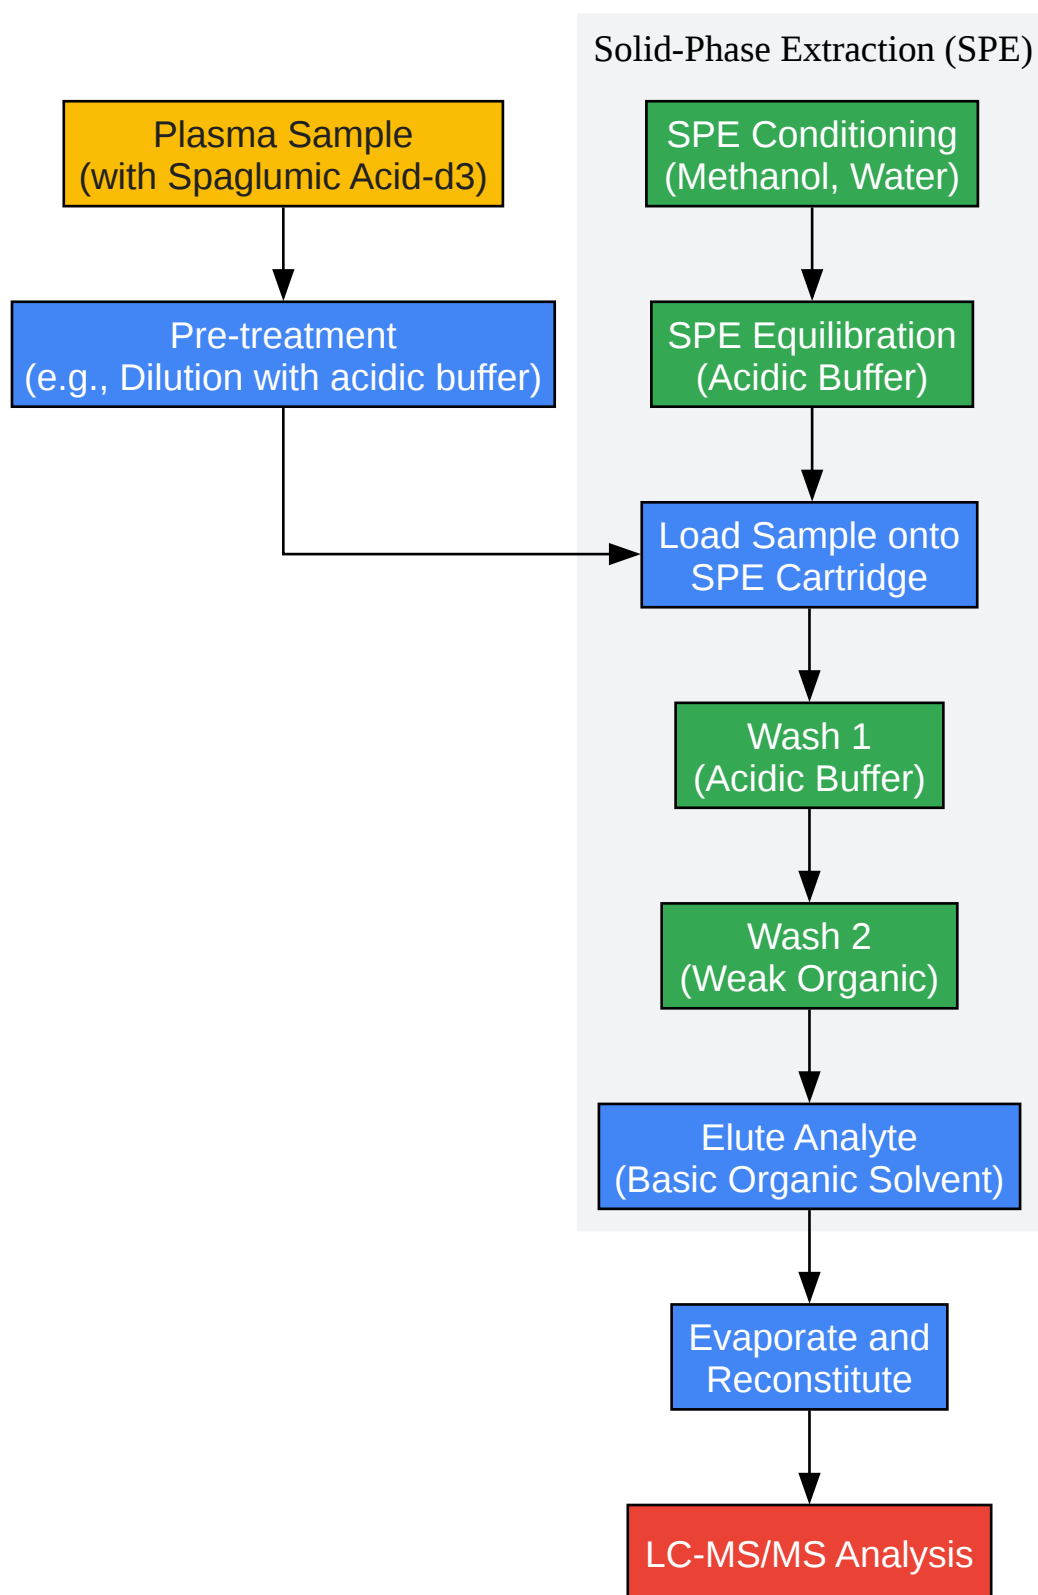 Solid-Phase Extraction (SPE)
Plasma Sample
(with Spaglumic Acid-d3)
SPE Conditioning
(Methanol, Water)
Pre-treatment
(e.g., Dilution with acidic buffer)
SPE Equilibration
(Acidic Buffer)
Load Sample onto
SPE Cartridge
Wash 1
(Acidic Buffer)
Wash 2
(Weak Organic)
Elute Analyte
(Basic Organic Solvent)
Evaporate and
Reconstitute
LC-MS/MS Analysis